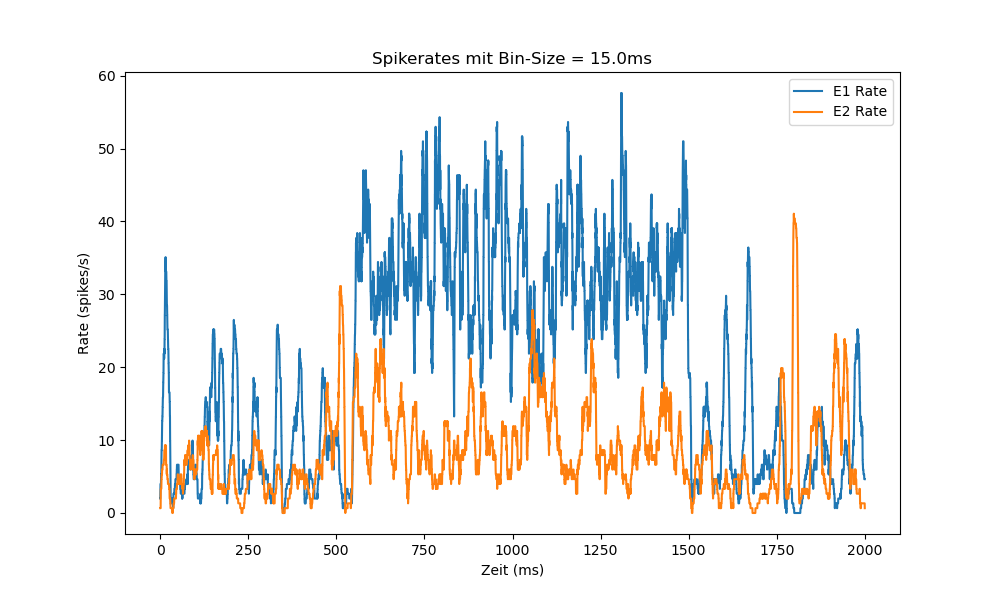 Spikerates mit Bin-Size = 15.0ms
E1 Rate
E2 Rate
Rate (spikes/s)
60
50
40
30
20
10
0
0 250 500 750 1000 1250 1500 1750 2000
Zeit (ms)